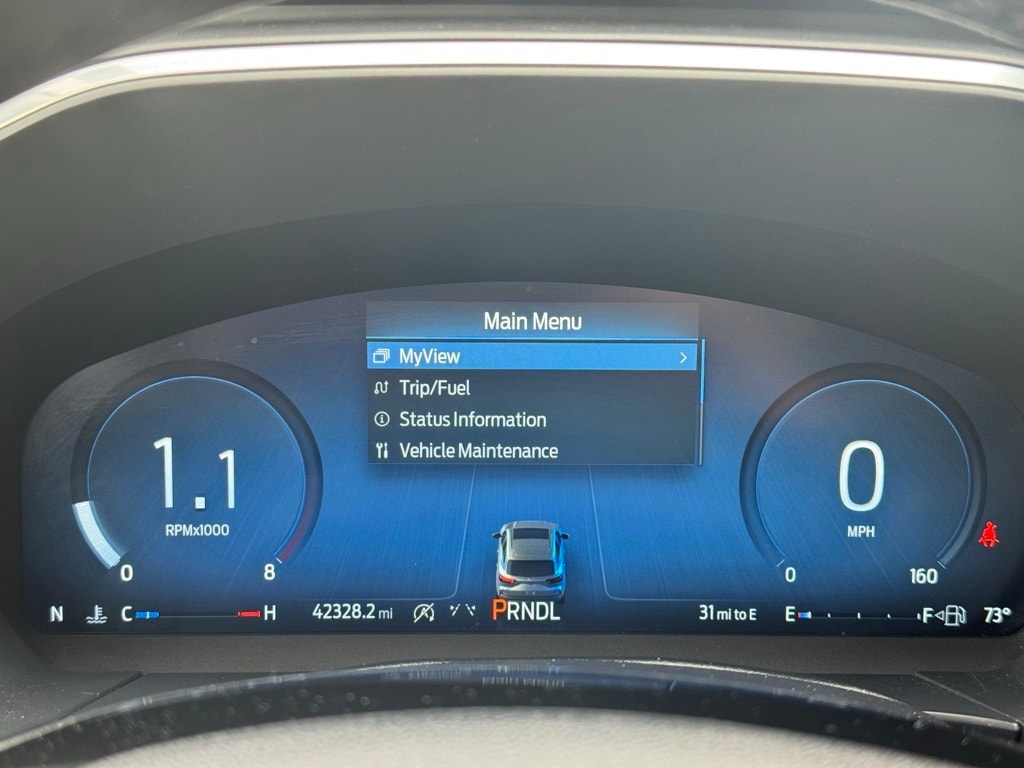 Main Menu
MyView
Trip/Fuel
Status Information
Vehicle Maintenance
1.1
RPMx1000
0 8
0
MPH
0 160
N C H 42328.2 mi PRNDL 31 mi to E E F 73°